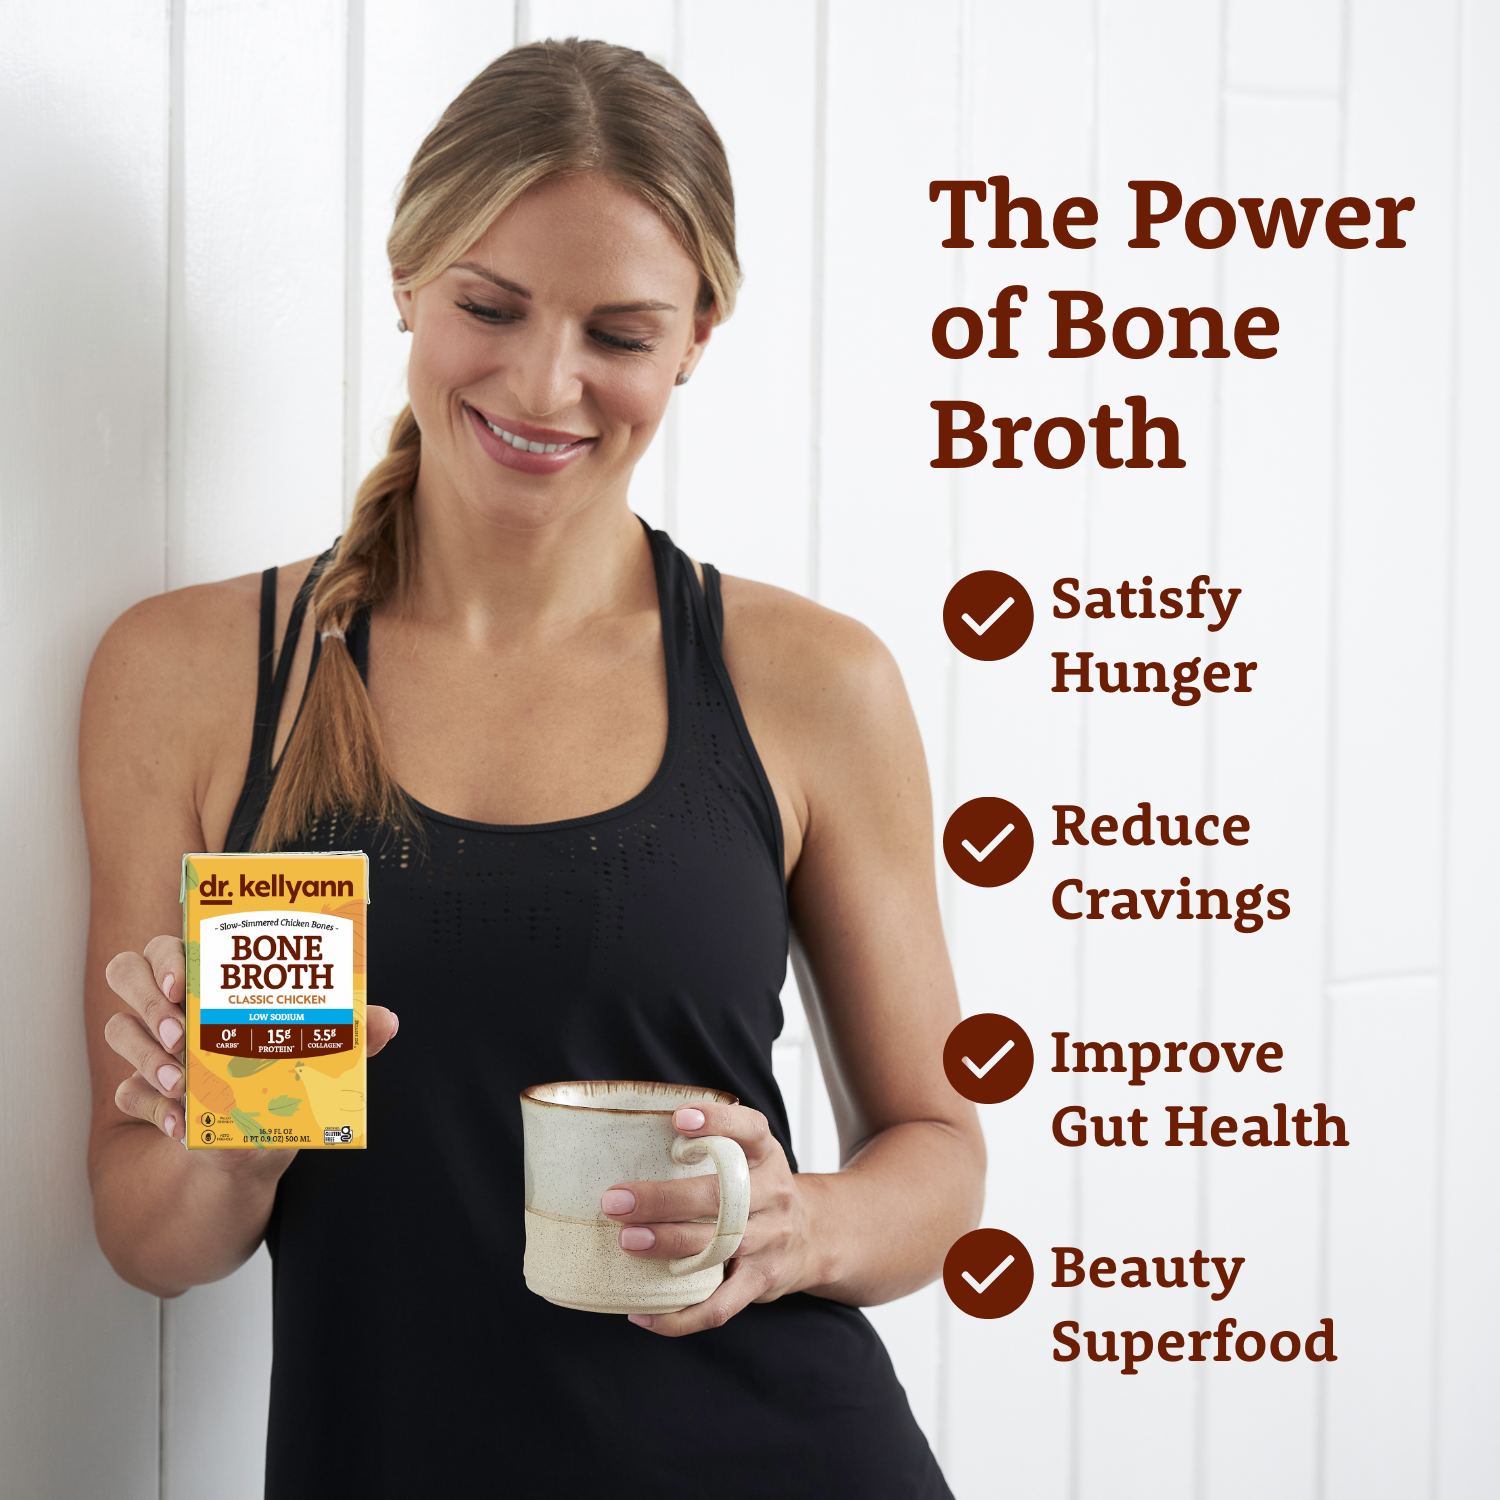 The Power
of Bone
Broth
Satisfy
Hunger
Reduce
Cravings
Improve
Gut Health
Beauty
Superfood
dr. kellyann
- Slow-Simmered Chicken Bones -
BONE
BROTH
CLASSIC CHICKEN
LOW SODIUM
0g 15g 5.5g
CARBS* PROTEIN* COLLAGEN*
16.9 FL OZ
(1 PT 0.9 OZ) 500 ML
GLUTEN
FREE